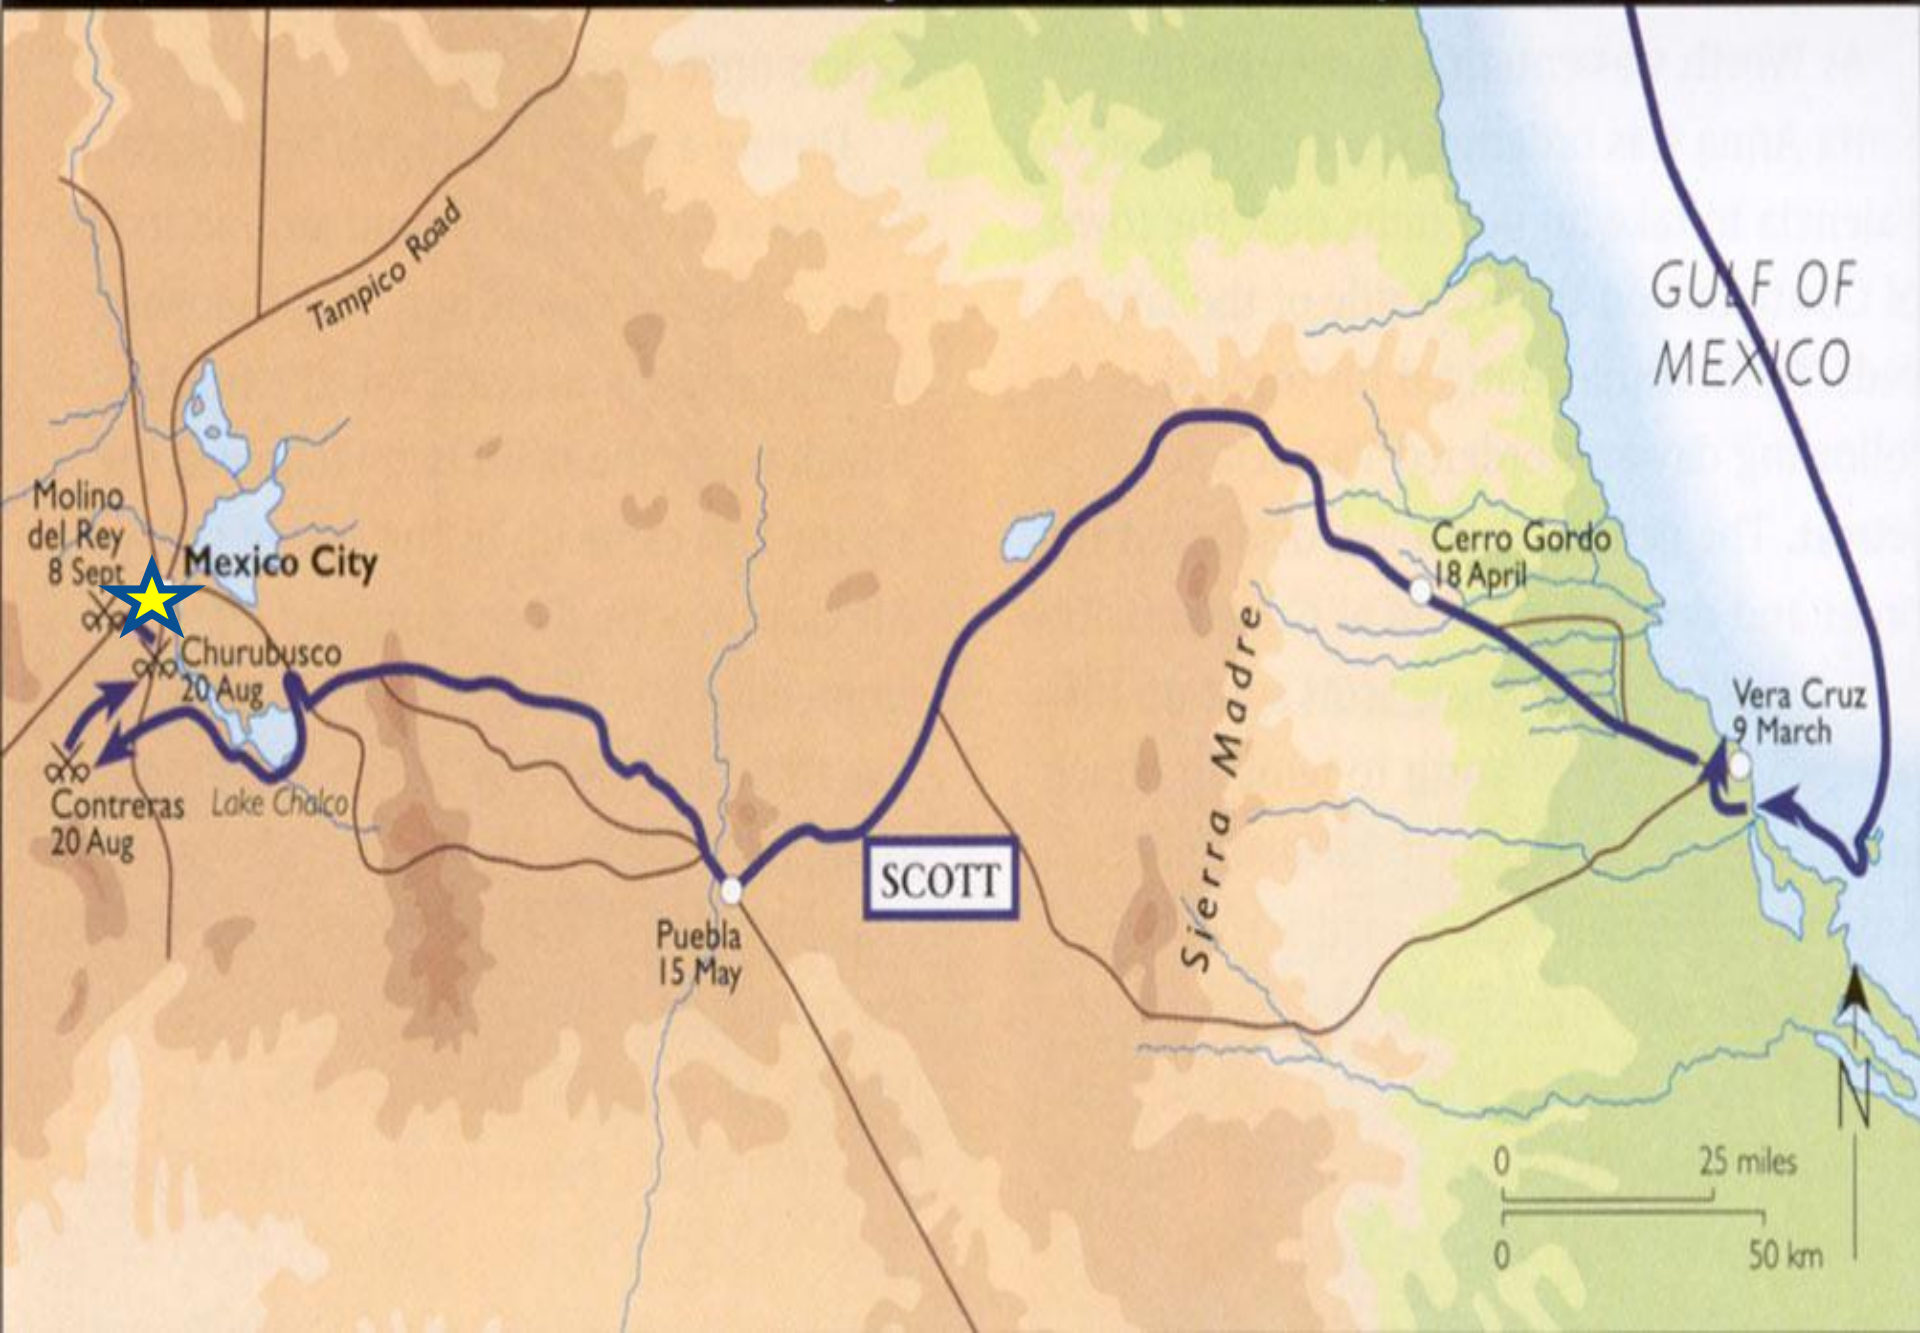 Tampico Road
GULF OF
MEXICO
Molino
del Rey
8 Sept
Mexico City
Cerro Gordo
18 April
Churubusco
20 Aug
Sierra Madre
Vera Cruz
9 March
Contreras
20 Aug
Lake Chalco
SCOTT
Puebla
15 May
N
0 25 miles
0 50 km